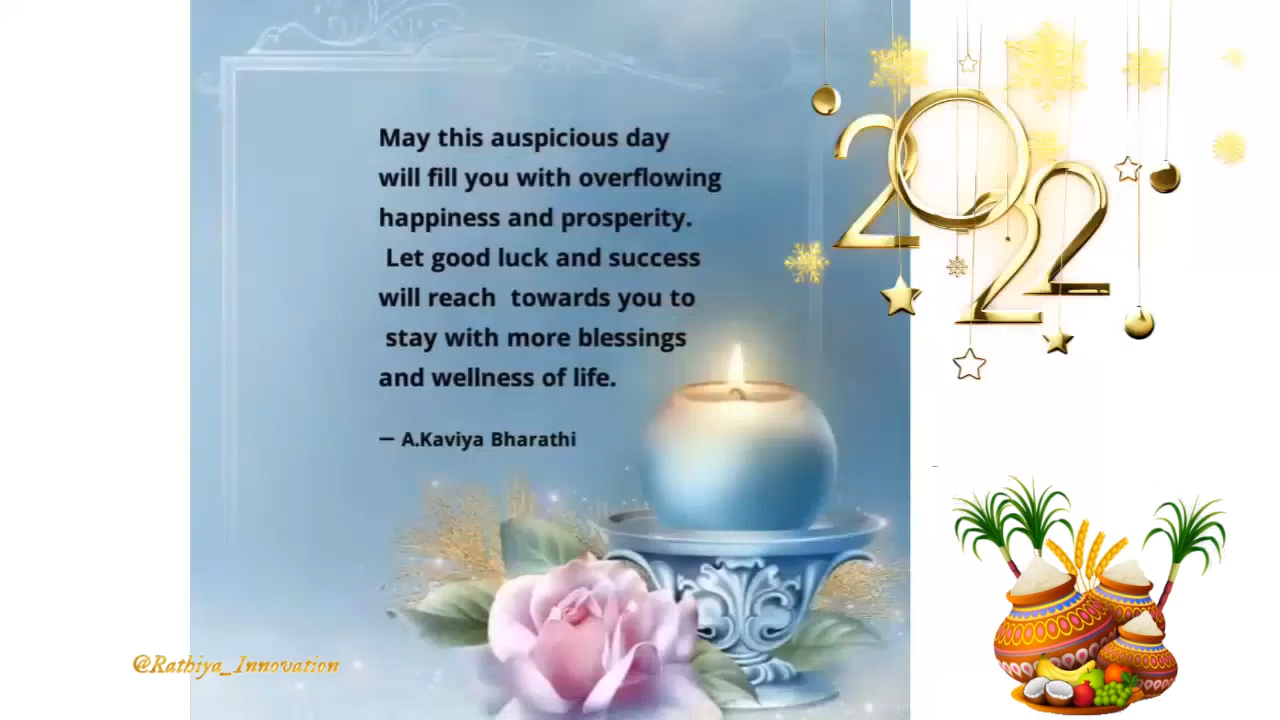 May this auspicious day
will fill you with overflowing
happiness and prosperity.
Let good luck and success
will reach  towards you to
stay with more blessings
and wellness of life.
— A.Kaviya Bharathi
2022
@Rathiya_Innovation